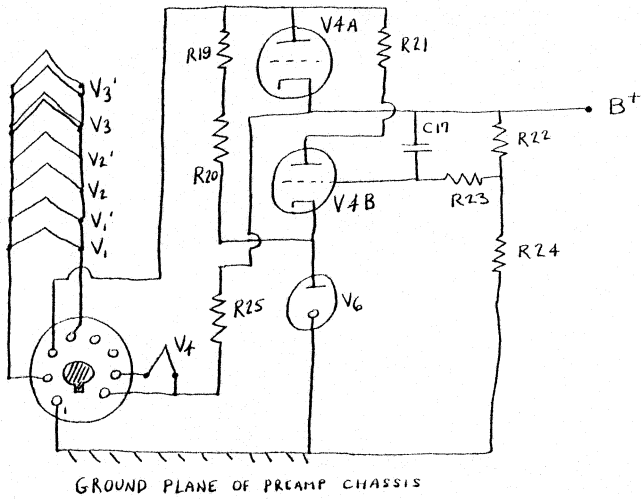 V4A
R19
R21
V3'
V3
B+
C17
R22
V2'
R20
V2
V4B
R23
V1'
V1
R24
R25
V6
V4
GROUND PLANE OF PREAMP CHASSIS